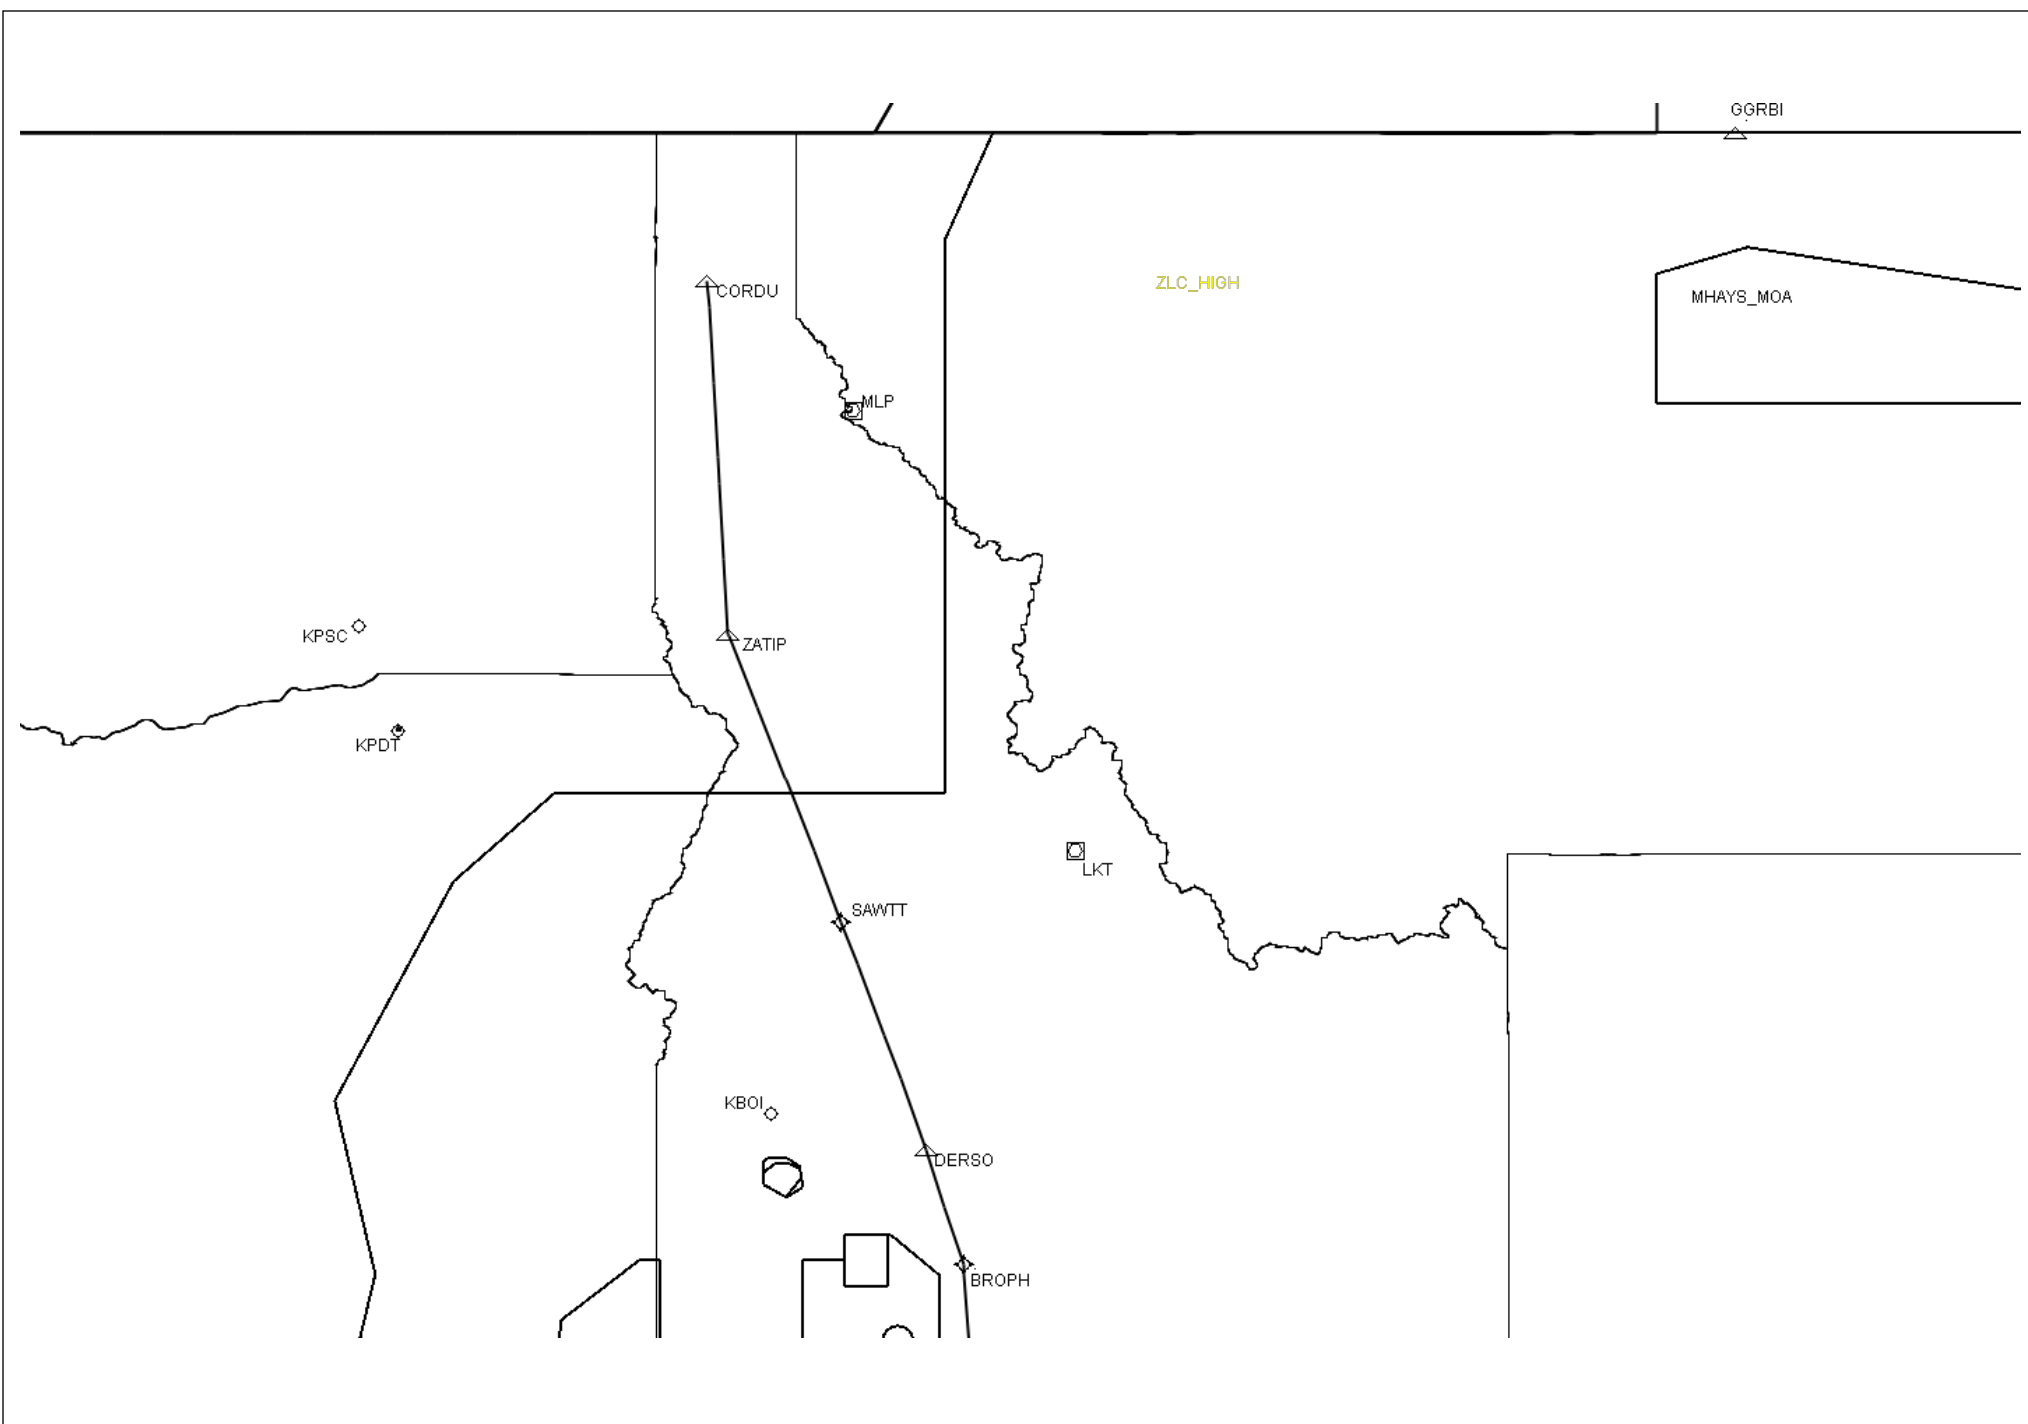 GGRBI
ZLC_HIGH
CORDU
MHAYS_MOA
MLP
KPSC
ZATIP
KPDT
LKT
SAWTT
KBOI
DERSO
BROPH